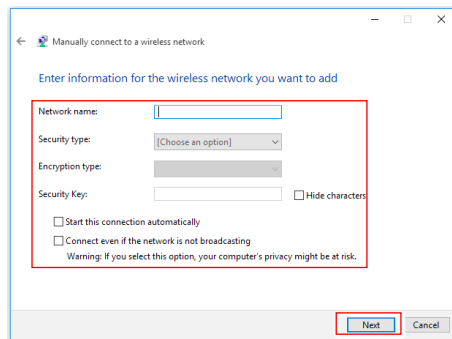 Manually connect to a wireless network
Enter information for the wireless network you want to add
Network name:
Security type: [Choose an option]
Encryption type:
Security Key: Hide characters
Start this connection automatically
Connect even if the network is not broadcasting
Warning: If you select this option, your computer's privacy might be at risk.
Next Cancel